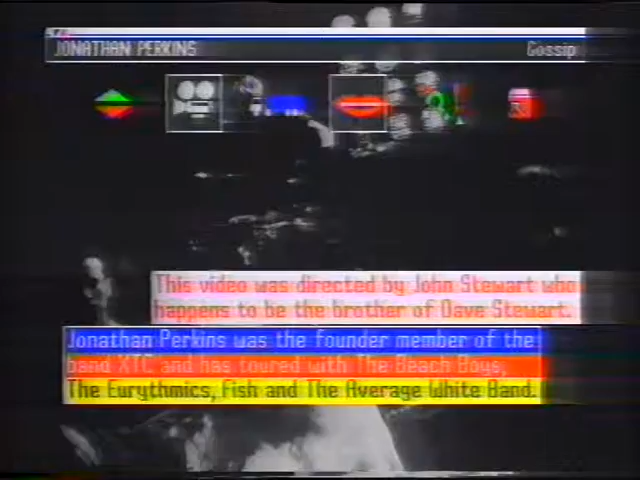 JONATHAN PERKINS
Gossip
This video was directed by John Stewart who
happens to be the brother of Dave Stewart.
Jonathan Perkins was the founder member of the
band XTC and has toured with The Beach Boys,
The Eurythmics, Fish and The Average White Band.